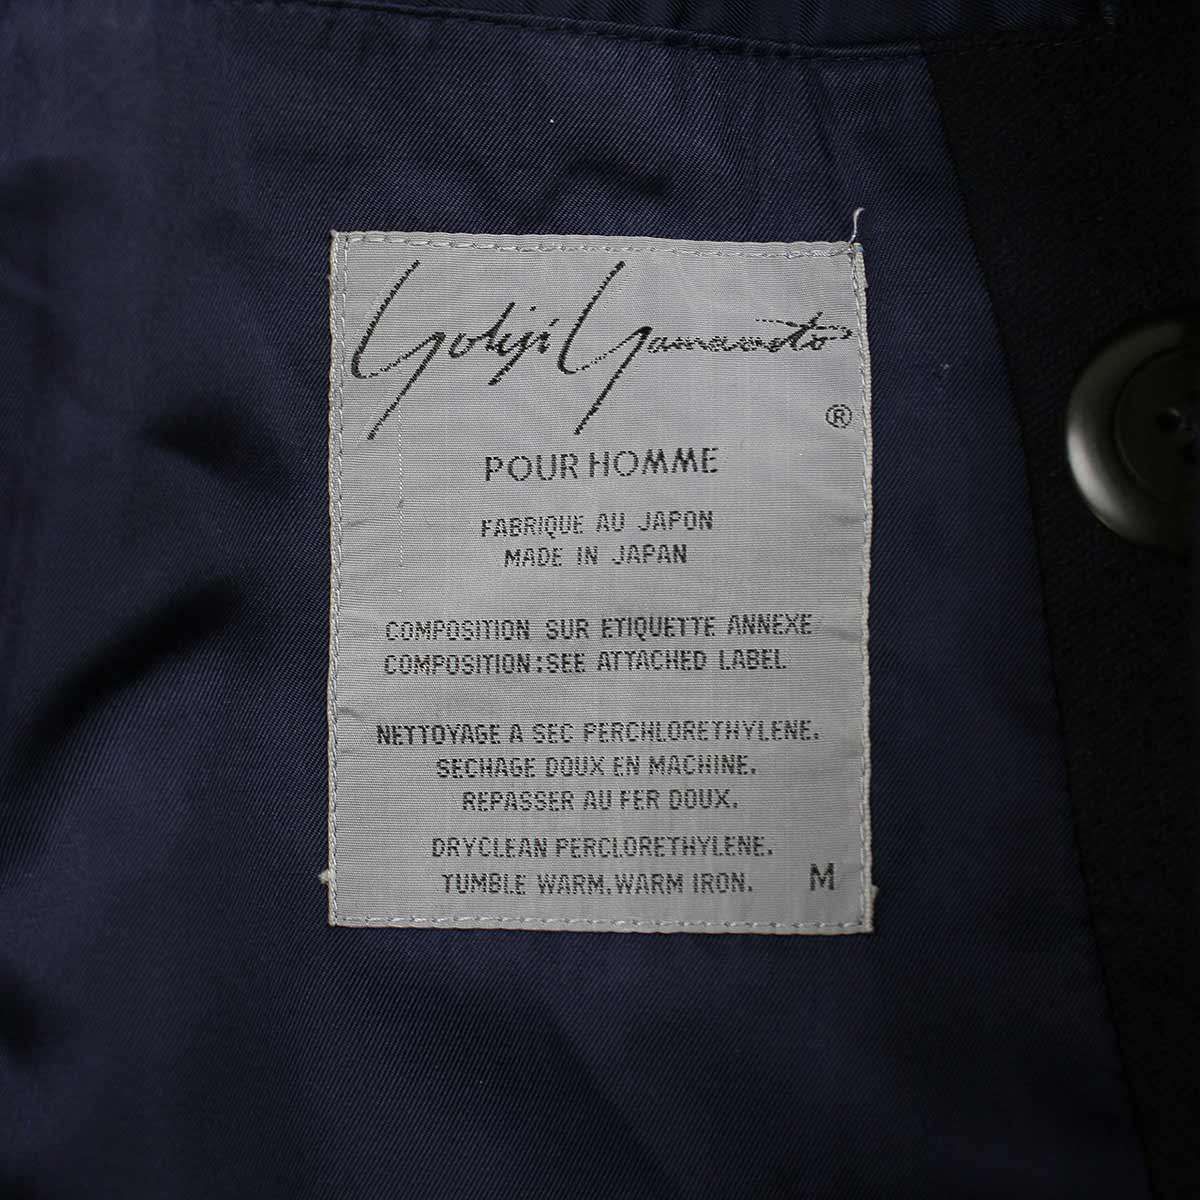 Yohji Yamamoto
®
POUR HOMME
FABRIQUE AU JAPON
MADE IN JAPAN
COMPOSITION SUR ETIQUETTE ANNEXE
COMPOSITION:SEE ATTACHED LABEL
NETTOYAGE A SEC PERCHLORETHYLENE.
SECHAGE DOUX EN MACHINE.
REPASSER AU FER DOUX.
DRYCLEAN PERCLORETHYLENE.
TUMBLE WARM.WARM IRON. M